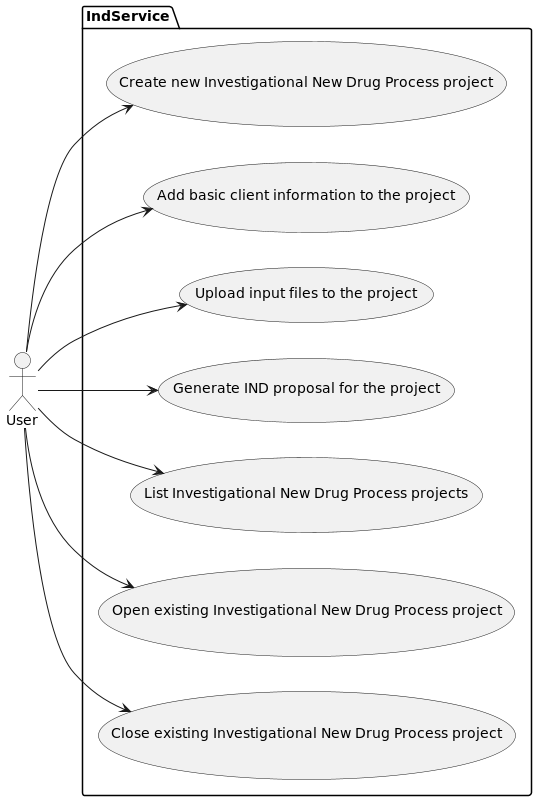 IndService
Create new Investigational New Drug Process project
Add basic client information to the project
Upload input files to the project
Generate IND proposal for the project
User
List Investigational New Drug Process projects
Open existing Investigational New Drug Process project
Close existing Investigational New Drug Process project